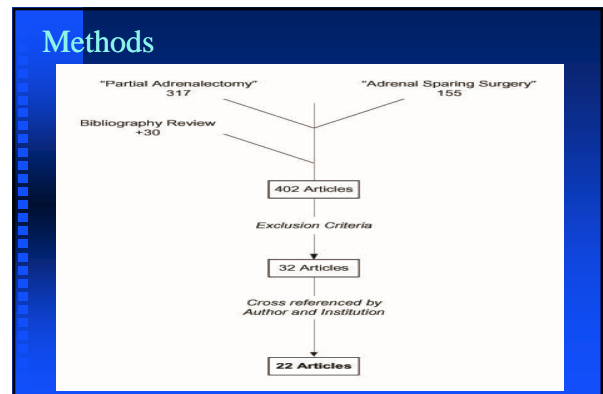 Methods
"Partial Adrenalectomy"
317
"Adrenal Sparing Surgery"
155
Bibliography Review
+30
402 Articles
Exclusion Criteria
32 Articles
Cross referenced by
Author and Institution
22 Articles